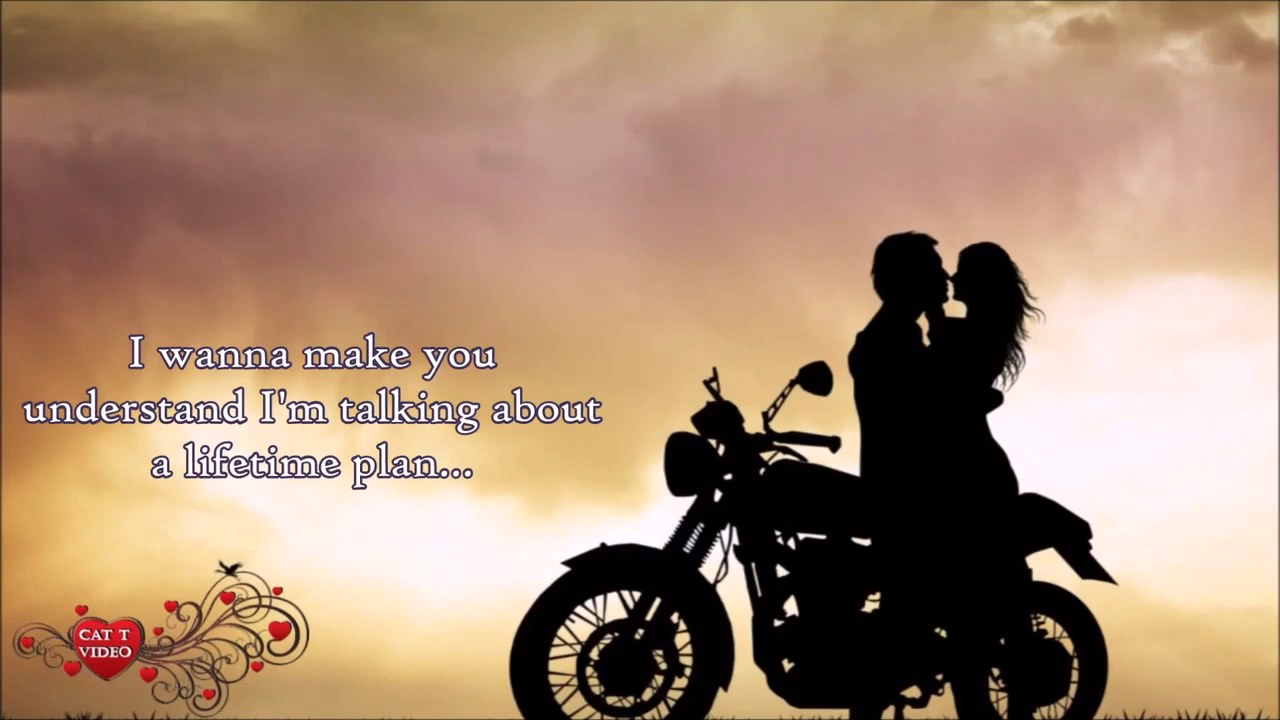 I wanna make you
understand I'm talking about
a lifetime plan...
CAT T
VIDEO